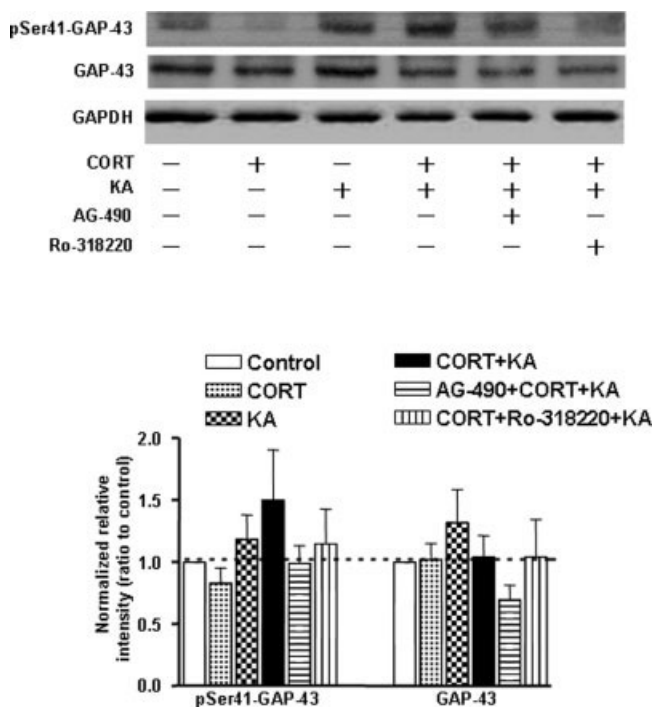 pSer41-GAP-43
GAP-43
GAPDH
CORT — + — + + +
KA — — + + + +
AG-490 — — — — + —
Ro-318220 — — — — — +
Control CORT+KA
CORT AG-490+CORT+KA
KA CORT+Ro-318220+KA
Normalized relative
intensity (ratio to control)
2.0
1.5
1.0
0.5
0.0
pSer41-GAP-43 GAP-43